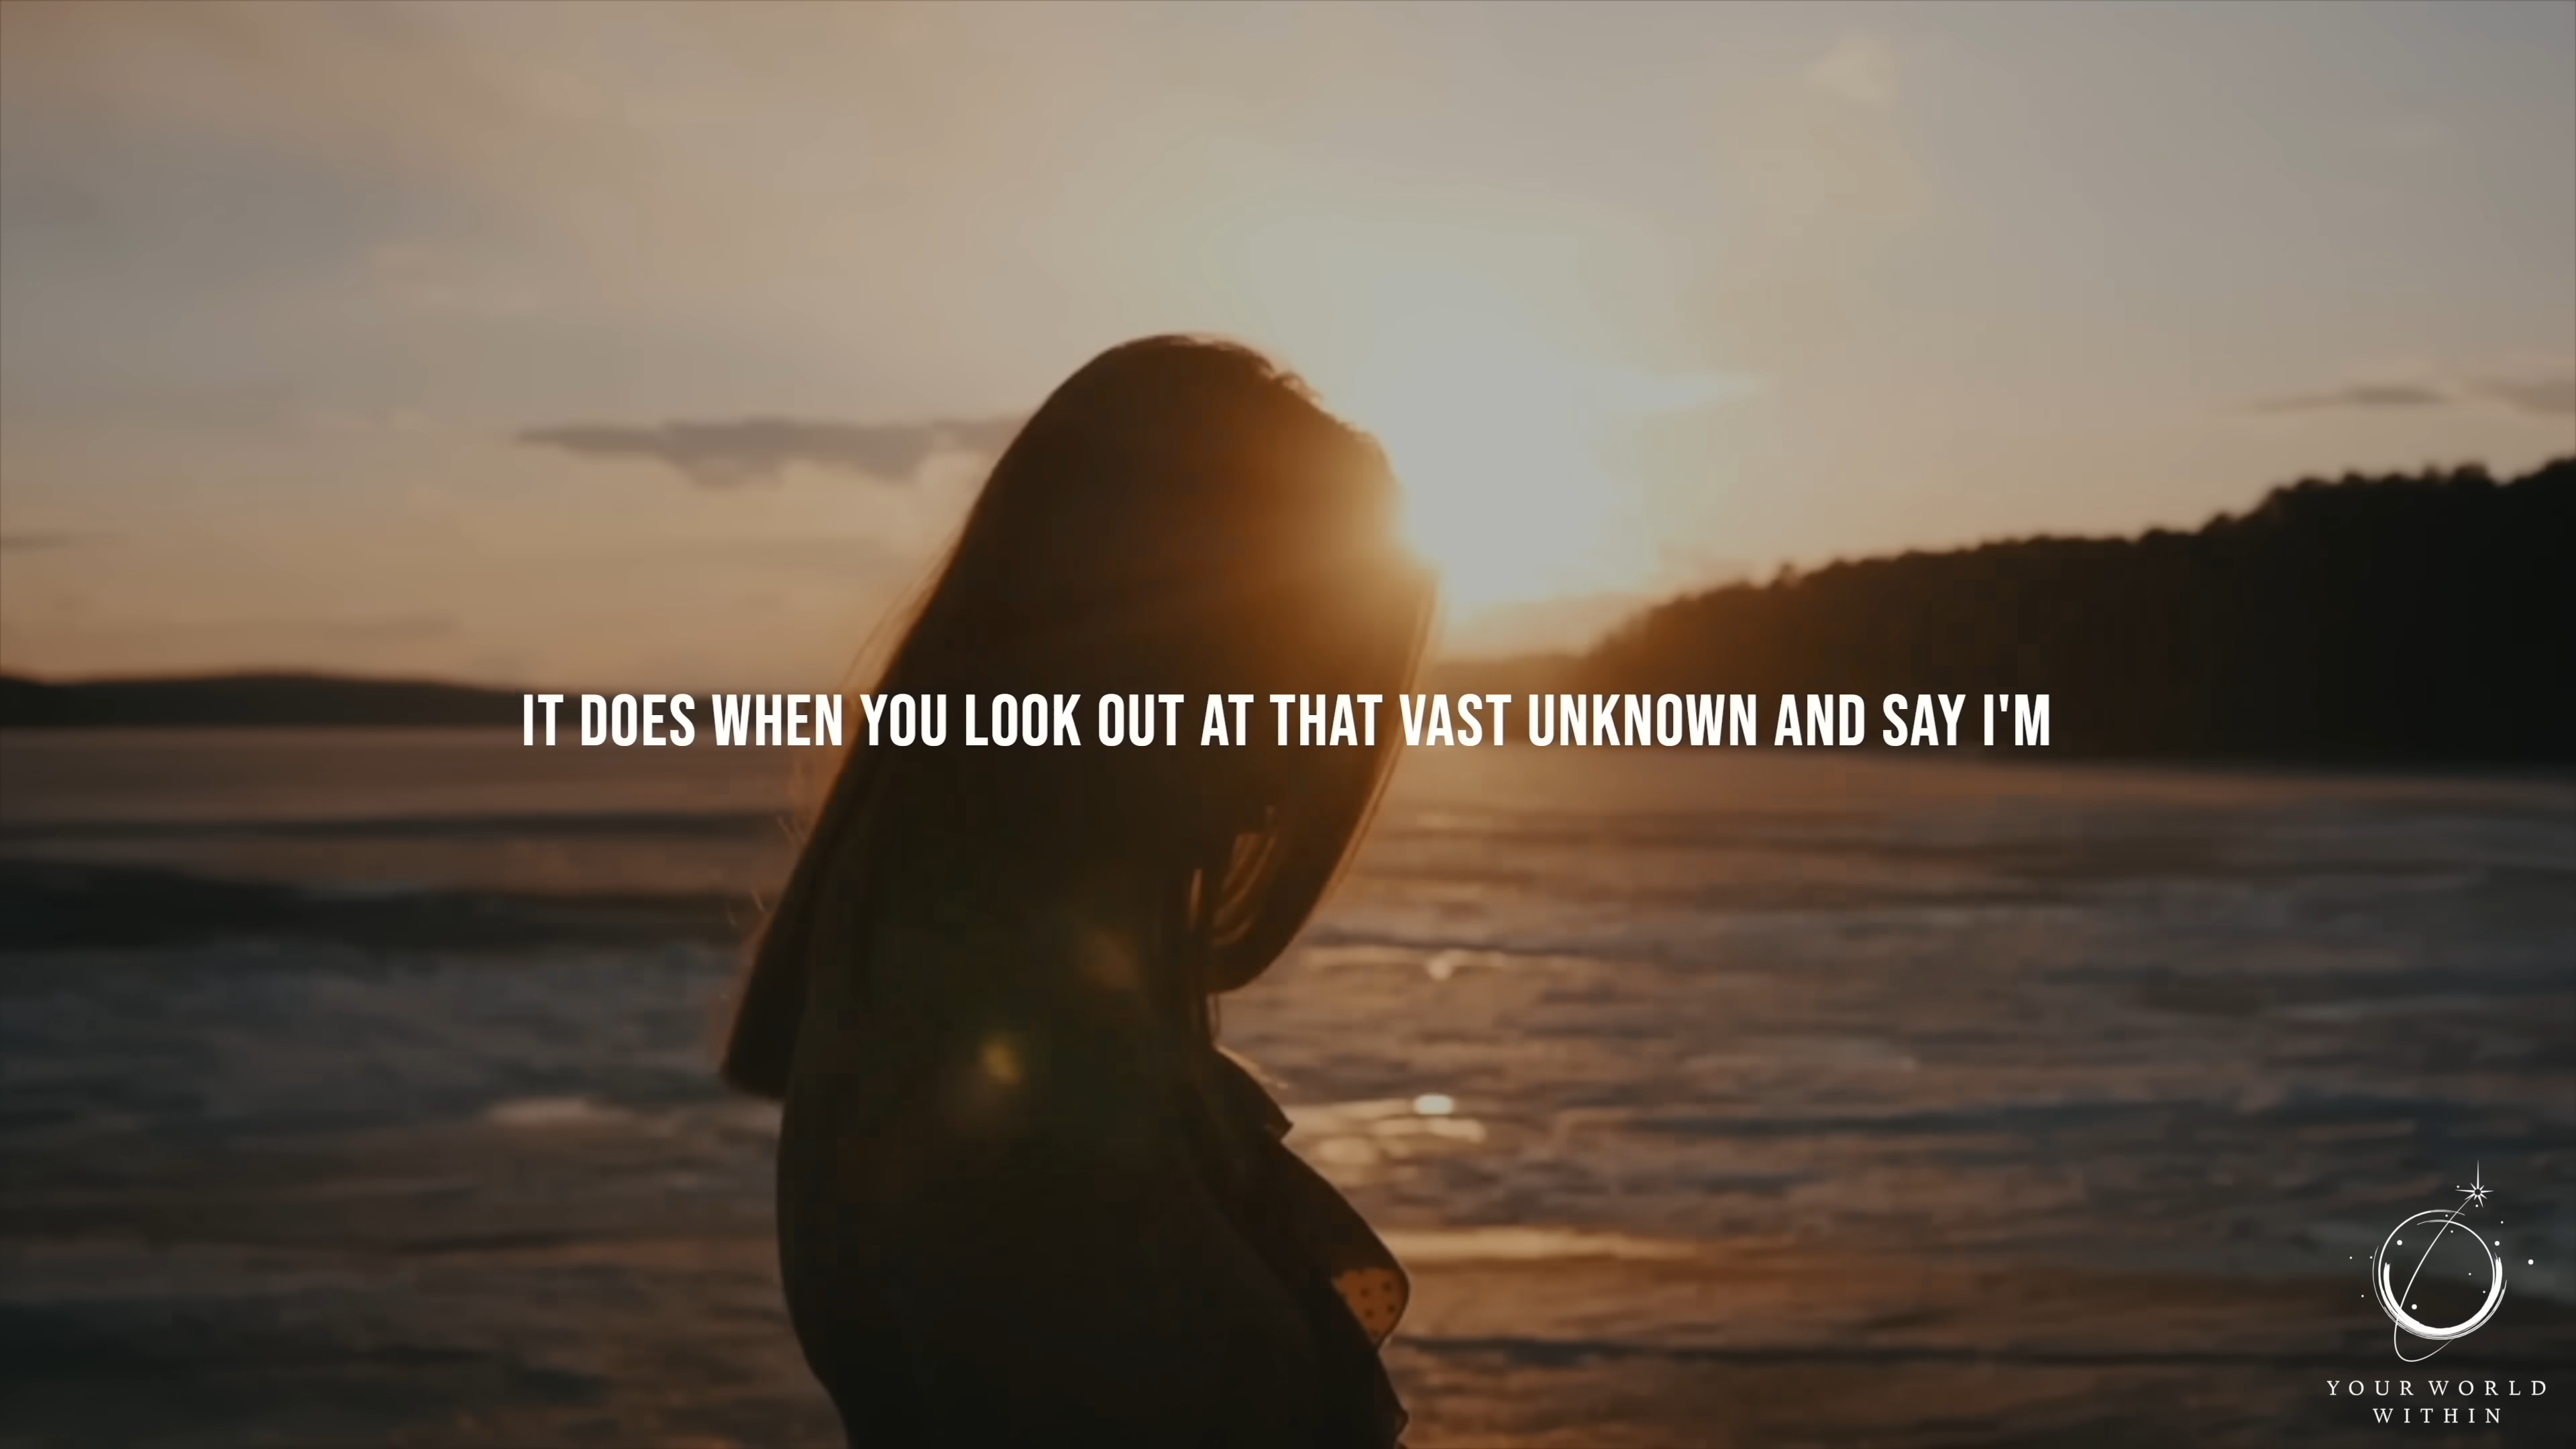 IT DOES WHEN YOU LOOK OUT AT THAT VAST UNKNOWN AND SAY I'M
YOUR WORLD
WITHIN